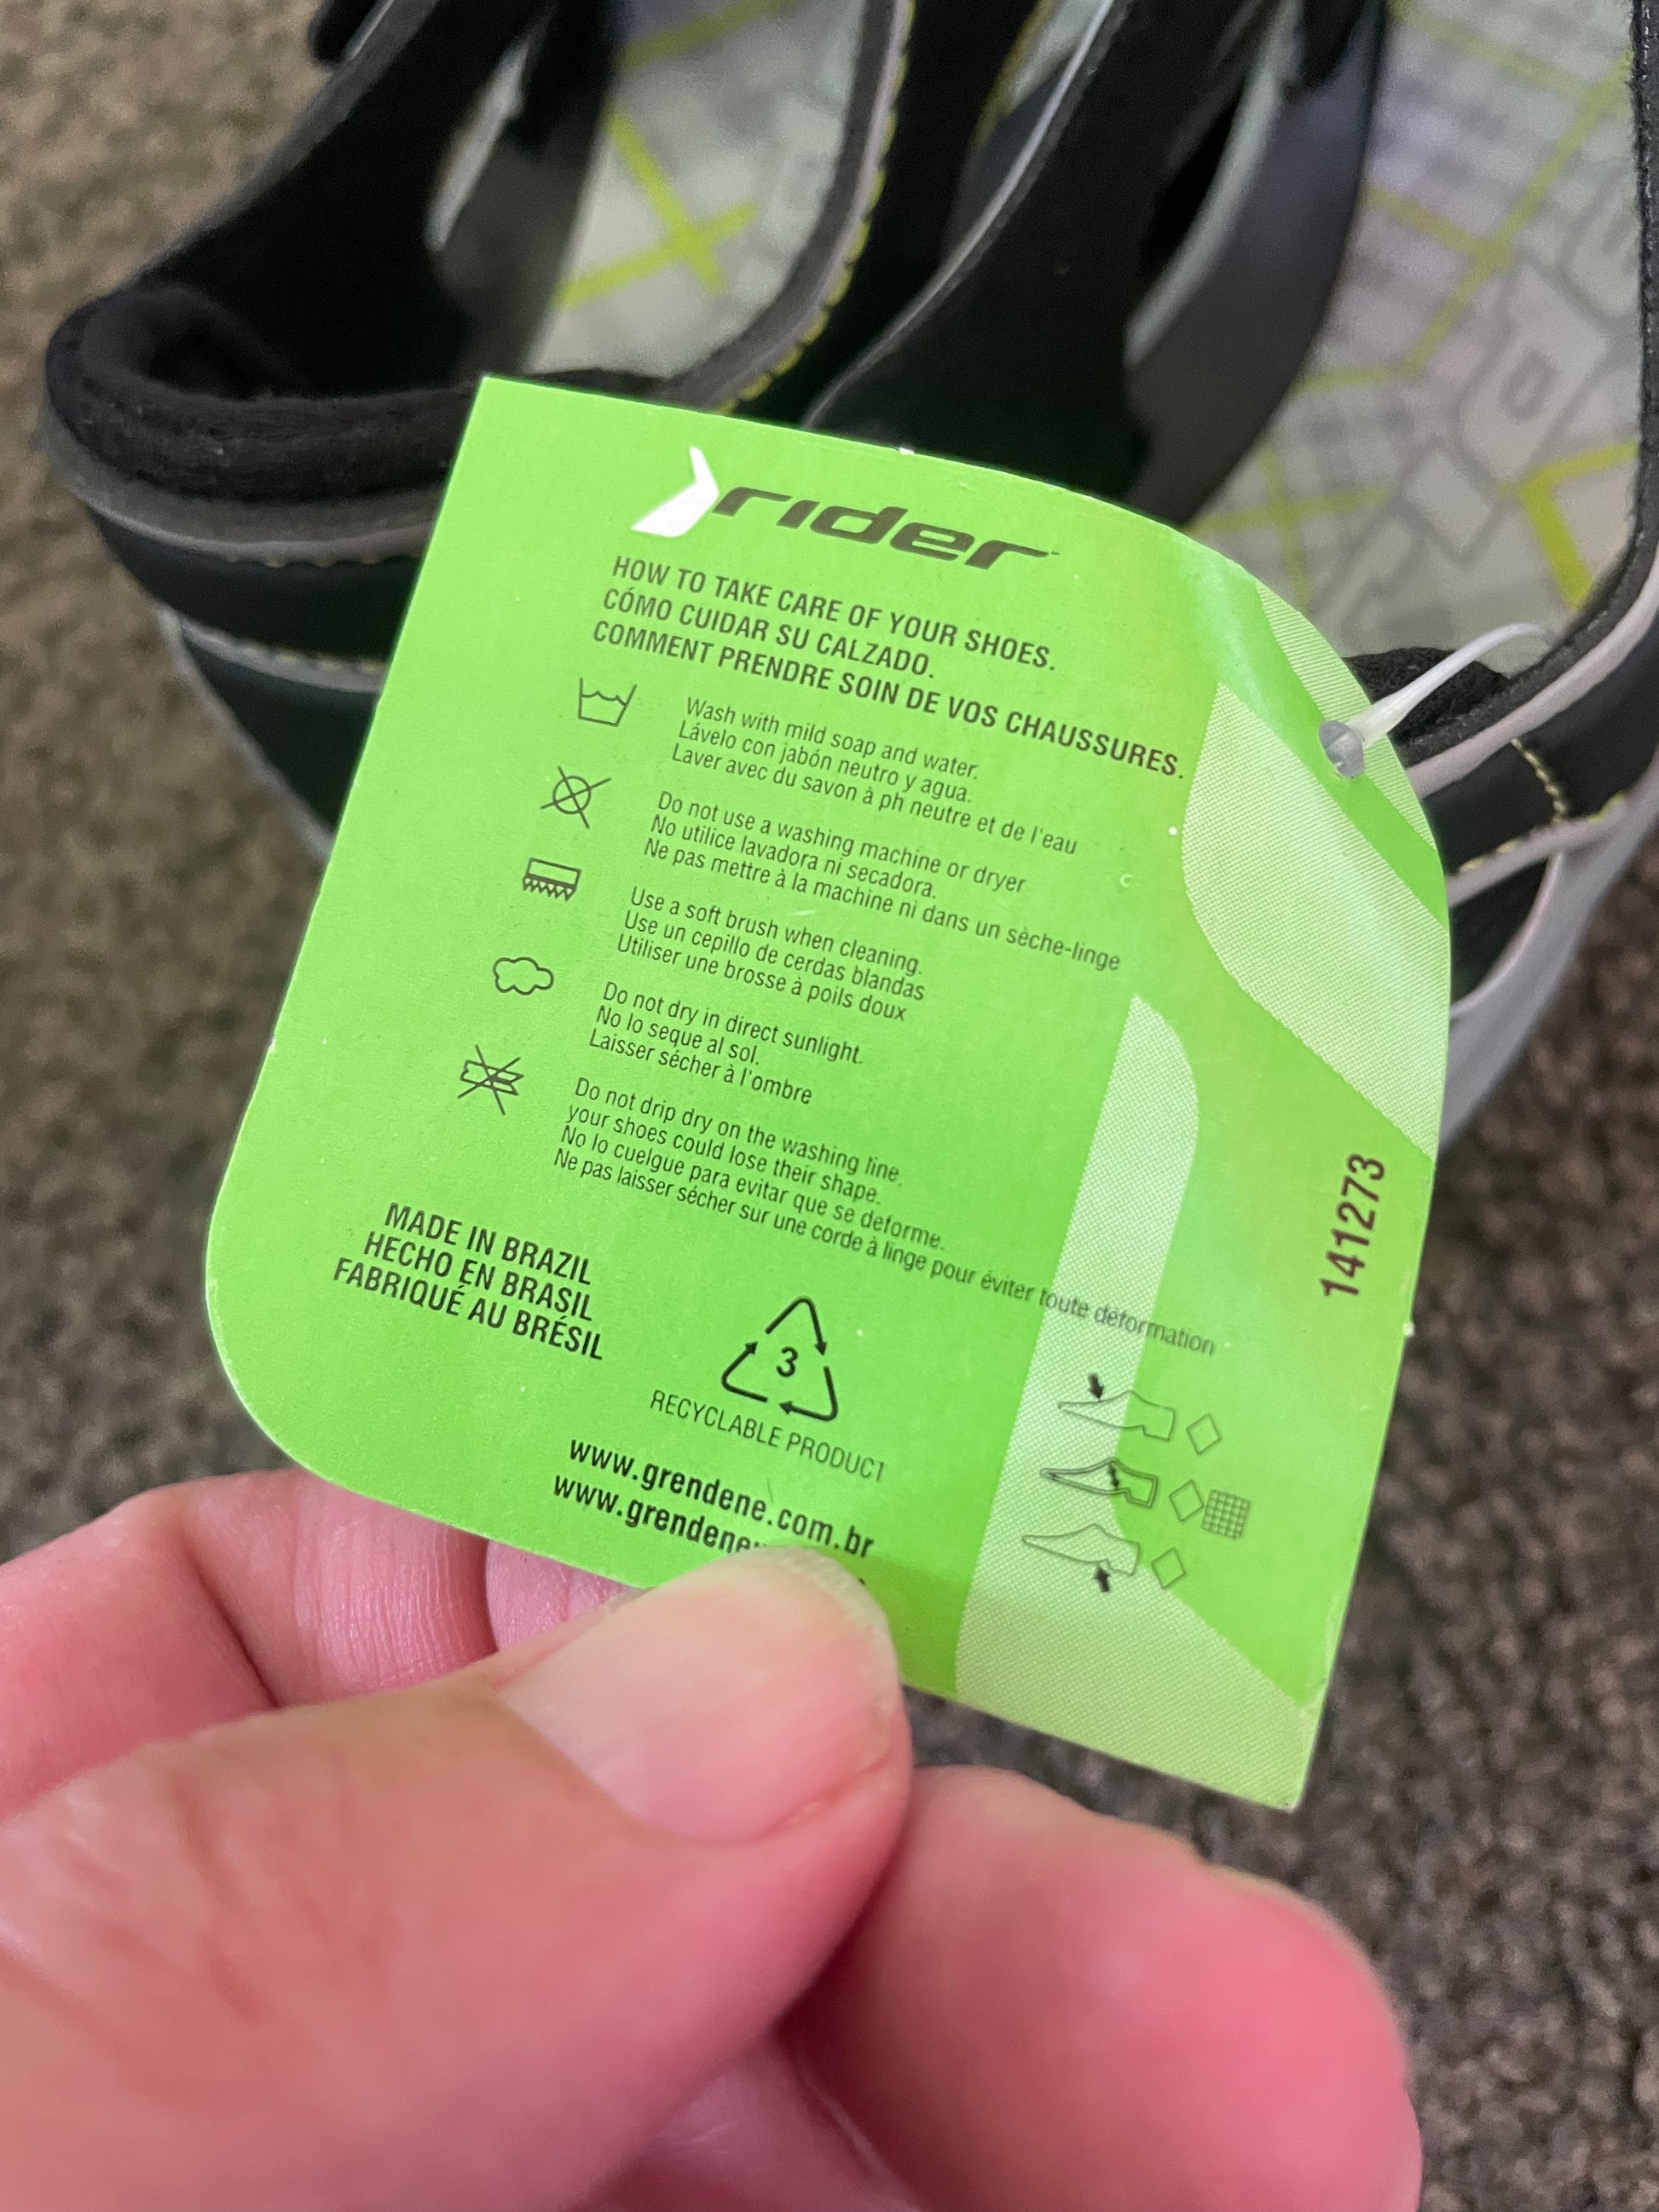 rider
HOW TO TAKE CARE OF YOUR SHOES.
CÓMO CUIDAR SU CALZADO.
COMMENT PRENDRE SOIN DE VOS CHAUSSURES.
Wash with mild soap and water.
Lávelo con jabón neutro y agua.
Laver avec du savon à ph neutre et de l'eau
Do not use a washing machine or dryer
No utilice lavadora ni secadora.
Ne pas mettre à la machine ni dans un sèche-linge
Use a soft brush when cleaning.
Use un cepillo de cerdas blandas
Utiliser une brosse à poils doux
Do not dry in direct sunlight.
No lo seque al sol.
Laisser sécher à l'ombre
Do not drip dry on the washing line.
your shoes could lose their shape.
No lo cuelgue para evitar que se deforme.
Ne pas laisser sécher sur une corde à linge pour éviter toute déformation
MADE IN BRAZIL
HECHO EN BRASIL
FABRIQUÉ AU BRÉSIL
3
RECYCLABLE PRODUCT
www.grendene.com.br
141273